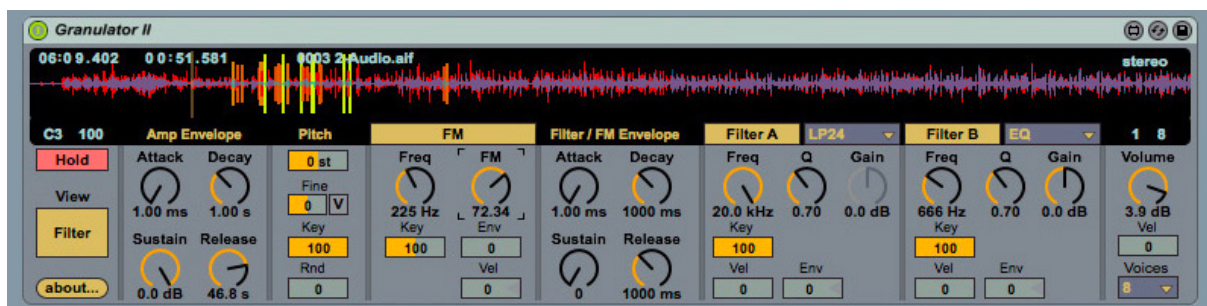 Granulator II
06:09.402 00:51.581 0003 2-Audio.aif stereo
C3 100 Amp Envelope Pitch FM Filter / FM Envelope Filter A LP24 Filter B EQ 1 8
Hold Attack Decay 0 st Freq FM Attack Decay Freq Q Gain Freq Q Gain Volume
View Fine
1.00 ms 1.00 s 0 V 225 Hz 72.34 1.00 ms 1000 ms 20.0 kHz 0.70 0.0 dB 666 Hz 0.70 0.0 dB 3.9 dB
Filter Sustain Release Key Key Env Sustain Release Key Key Vel
100 100 0 100 100 0
Rnd Vel Vel Env Vel Env Voices
about... 0.0 dB 46.8 s 0 0 0 1000 ms 0 0 0 0 8